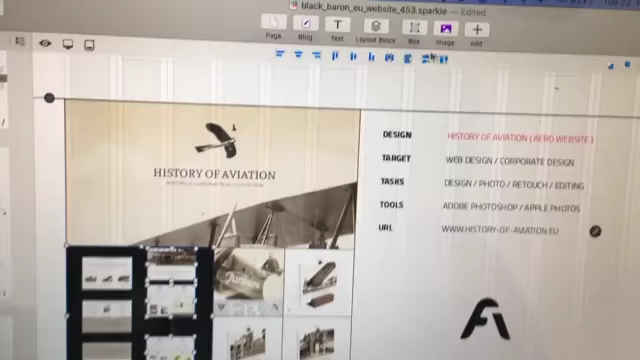 black_baron_eu_website_453.sparkle — Edited
Page
Blog
Text
Layout Block
Box
Image
Add
HISTORY OF AVIATION
DESIGN HISTORY OF AVIATION ( AERO WEBSITE )
TARGET WEB DESIGN / CORPORATE DESIGN
TASKS DESIGN / PHOTO / RETOUCH / EDITING
TOOLS ADOBE PHOTOSHOP / APPLE PHOTOS
URL WWW.HISTORY-OF-AVIATION.EU
Junkers
F13